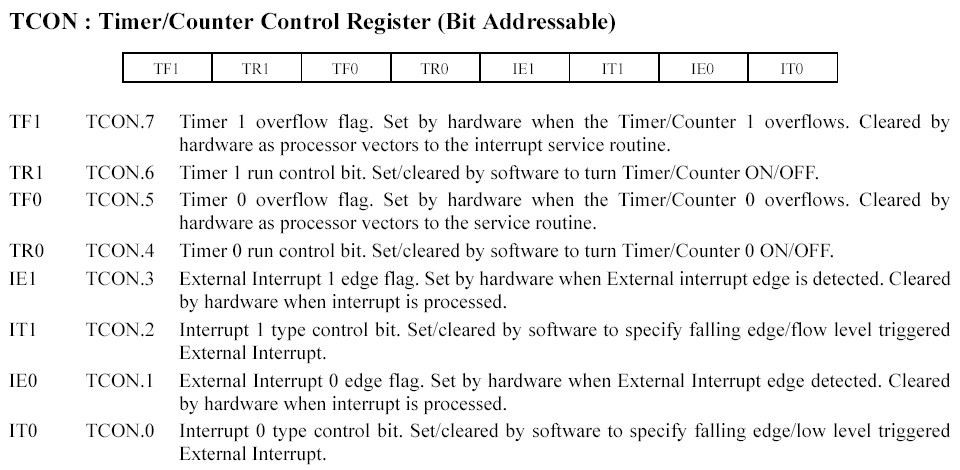 TCON : Timer/Counter Control Register (Bit Addressable)
TF1 TR1 TF0 TR0 IE1 IT1 IE0 IT0
TF1 TCON.7 Timer 1 overflow flag. Set by hardware when the Timer/Counter 1 overflows. Cleared by
hardware as processor vectors to the interrupt service routine.
TR1 TCON.6 Timer 1 run control bit. Set/cleared by software to turn Timer/Counter ON/OFF.
TF0 TCON.5 Timer 0 overflow flag. Set by hardware when the Timer/Counter 0 overflows. Cleared by
hardware as processor vectors to the service routine.
TR0 TCON.4 Timer 0 run control bit. Set/cleared by software to turn Timer/Counter 0 ON/OFF.
IE1 TCON.3 External Interrupt 1 edge flag. Set by hardware when External interrupt edge is detected. Cleared
by hardware when interrupt is processed.
IT1 TCON.2 Interrupt 1 type control bit. Set/cleared by software to specify falling edge/flow level triggered
External Interrupt.
IE0 TCON.1 External Interrupt 0 edge flag. Set by hardware when External Interrupt edge detected. Cleared
by hardware when interrupt is processed.
IT0 TCON.0 Interrupt 0 type control bit. Set/cleared by software to specify falling edge/low level triggered
External Interrupt.